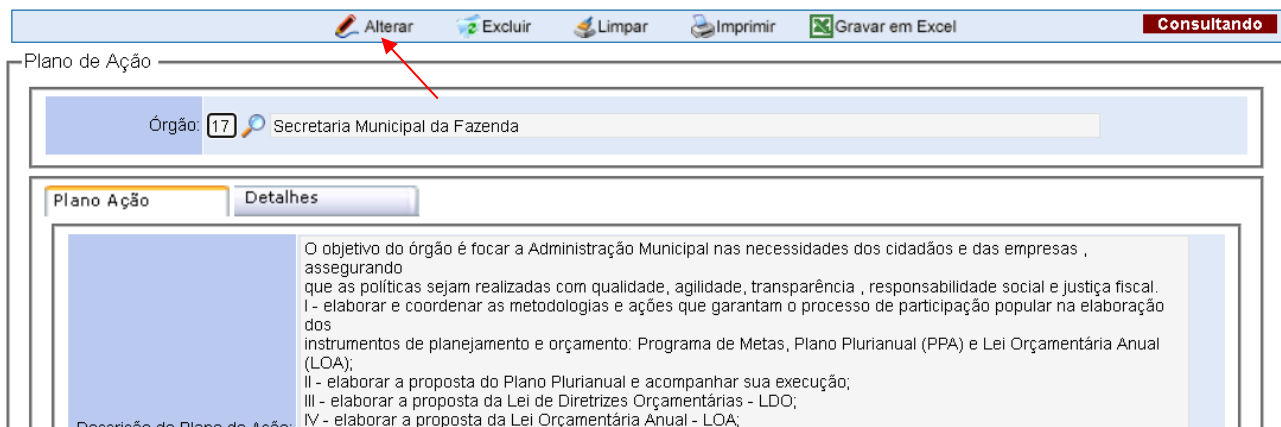 Alterar Excluir Limpar Imprimir Gravar em Excel Consultando
Plano de Ação
Órgão: 17 Secretaria Municipal da Fazenda
Plano Ação Detalhes
O objetivo do órgão é focar a Administração Municipal nas necessidades dos cidadãos e das empresas ,
assegurando
que as políticas sejam realizadas com qualidade, agilidade, transparência , responsabilidade social e justiça fiscal.
I - elaborar e coordenar as metodologias e ações que garantam o processo de participação popular na elaboração
dos
instrumentos de planejamento e orçamento: Programa de Metas, Plano Plurianual (PPA) e Lei Orçamentária Anual
(LOA);
II - elaborar a proposta do Plano Plurianual e acompanhar sua execução;
III - elaborar a proposta da Lei de Diretrizes Orçamentárias - LDO;
IV - elaborar a proposta da Lei Orçamentária Anual - LOA;
Descrição do Plano de Ação: